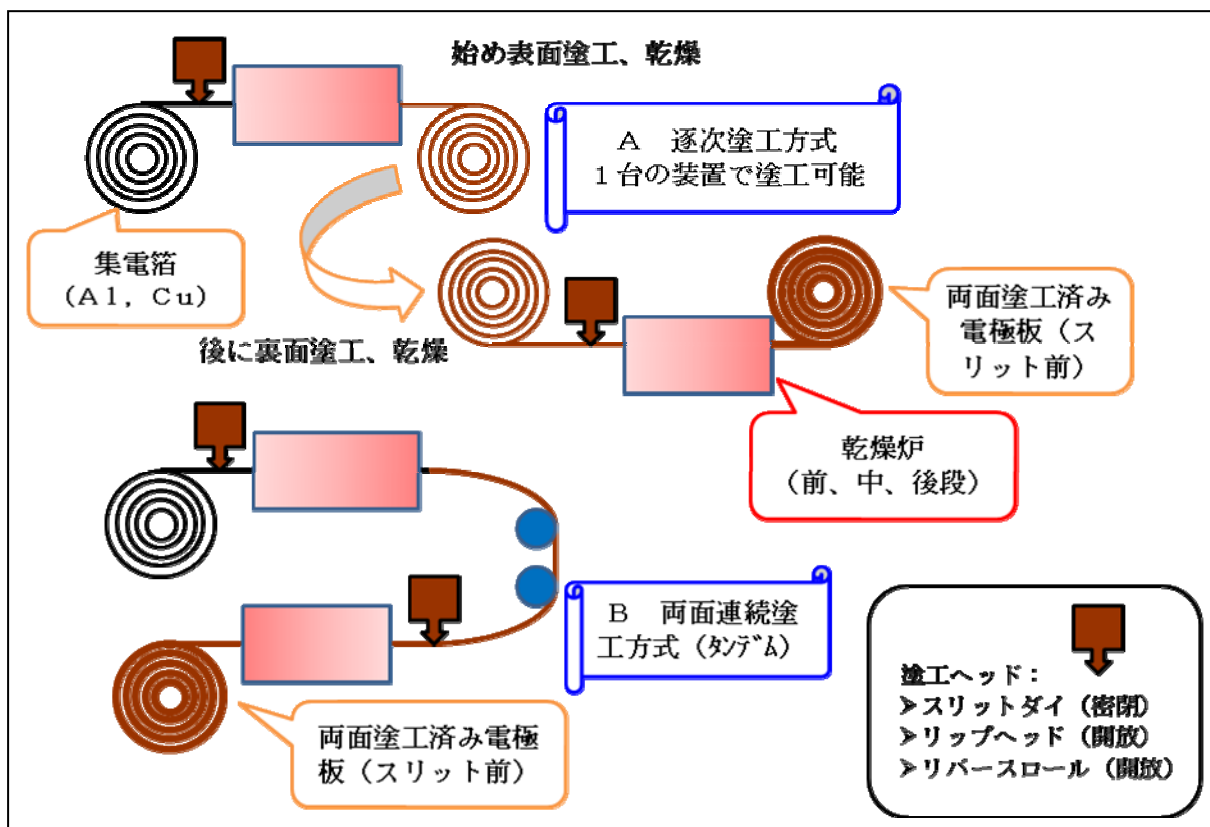 始め表面塗工、乾燥
A 逐次塗工方式
1台の装置で塗工可能
集電箔
(Al, Cu)
後に裏面塗工、乾燥
両面塗工済み
電極板（ス
リット前）
乾燥炉
（前、中、後段）
B 両面連続塗
工方式（ﾀﾝﾃﾞﾑ）
両面塗工済み電極
板（スリット前）
塗工ヘッド：
➢スリットダイ（密閉）
➢リップヘッド（開放）
➢リバースロール（開放）